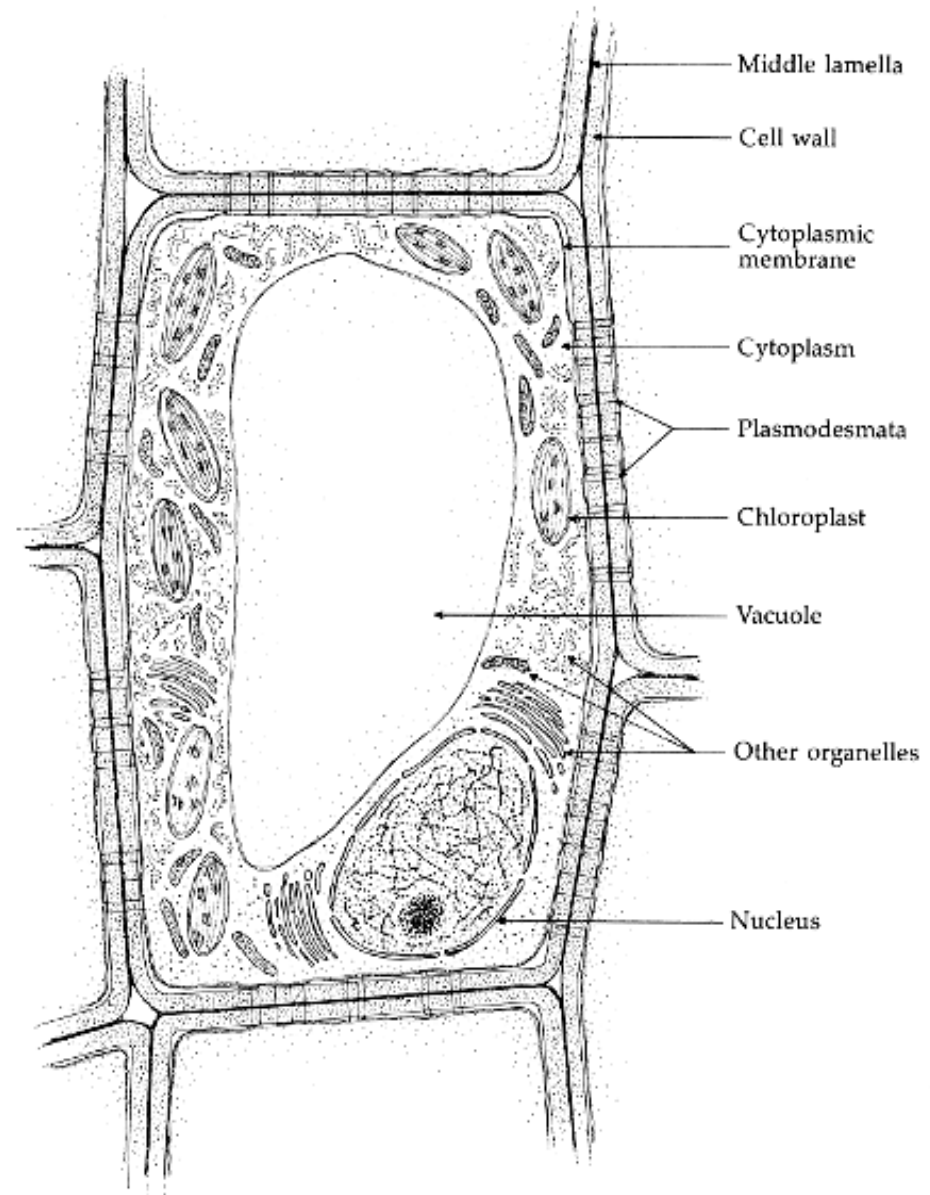 Middle lamella
Cell wall
Cytoplasmic
membrane
Cytoplasm
Plasmodesmata
Chloroplast
Vacuole
Other organelles
Nucleus